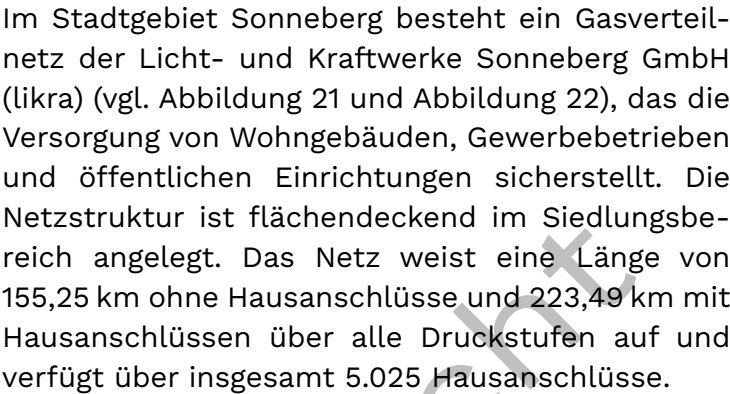 Im Stadtgebiet Sonneberg besteht ein Gasverteil-
netz der Licht- und Kraftwerke Sonneberg GmbH
(likra) (vgl. Abbildung 21 und Abbildung 22), das die
Versorgung von Wohngebäuden, Gewerbebetrieben
und öffentlichen Einrichtungen sicherstellt. Die
Netzstruktur ist flächendeckend im Siedlungsbe-
reich angelegt. Das Netz weist eine Länge von
155,25 km ohne Hausanschlüsse und 223,49 km mit
Hausanschlüssen über alle Druckstufen auf und
verfügt über insgesamt 5.025 Hausanschlüsse.